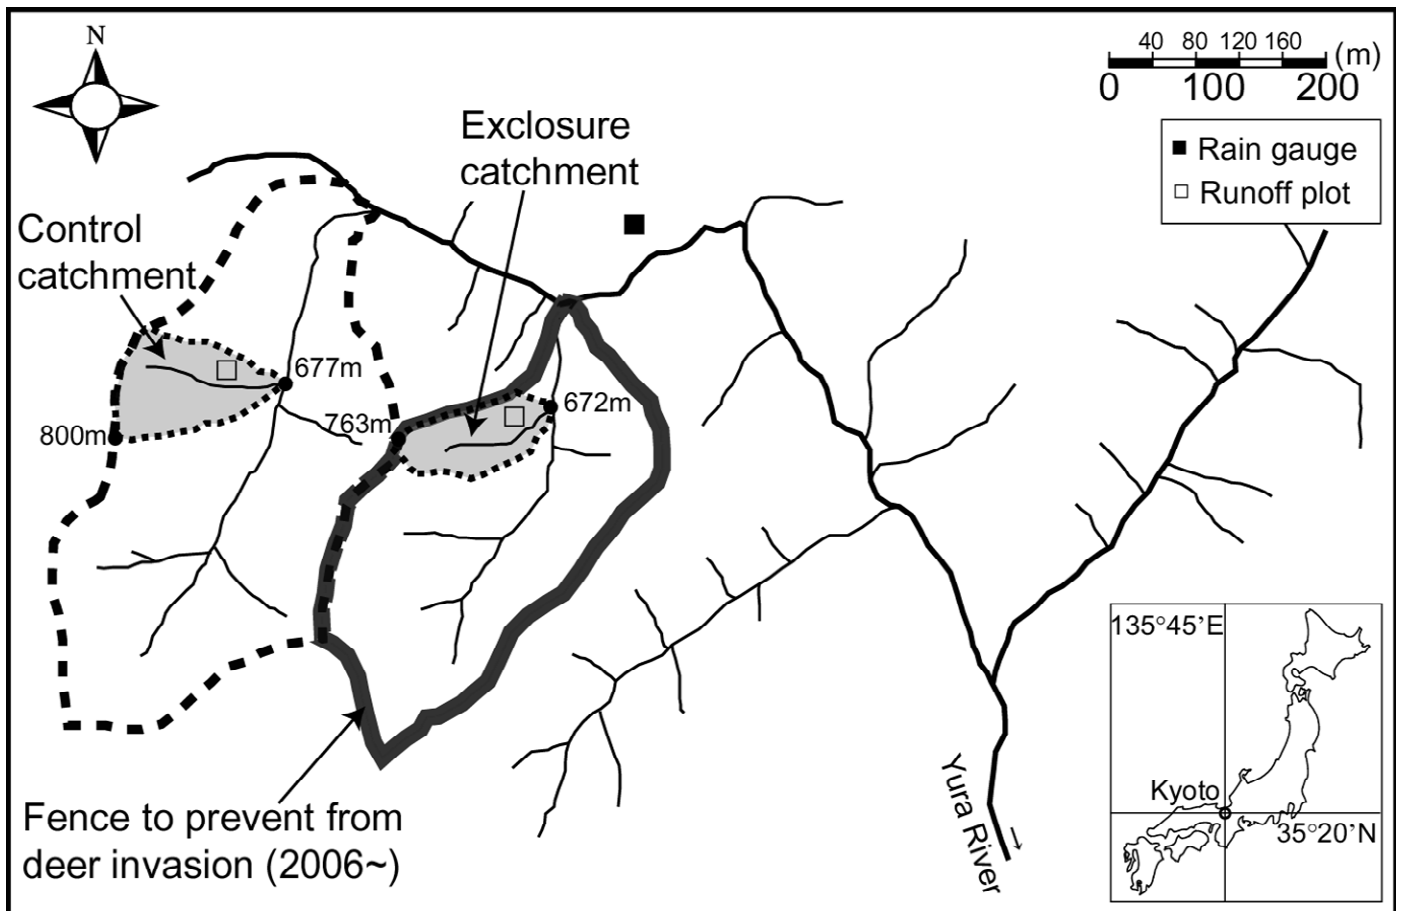 N
40 80 120 160
(m)
0 100 200
Rain gauge
Runoff plot
Exclosure
catchment
Control
catchment
677m
672m
763m
800m
Fence to prevent from
deer invasion (2006~)
Yura River
→
135°45’E
Kyoto
35°20’N